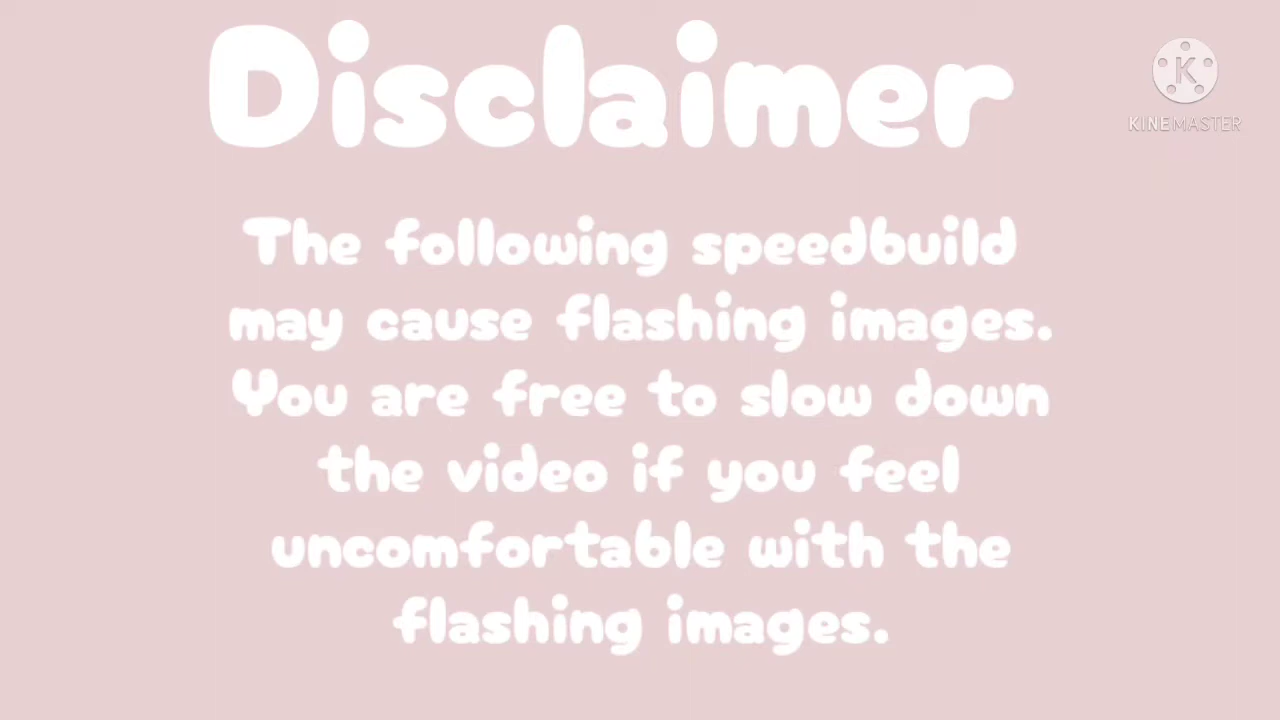 Disclaimer
K
KINEMASTER
The following speedbuild
may cause flashing images.
You are free to slow down
the video if you feel
uncomfortable with the
flashing images.